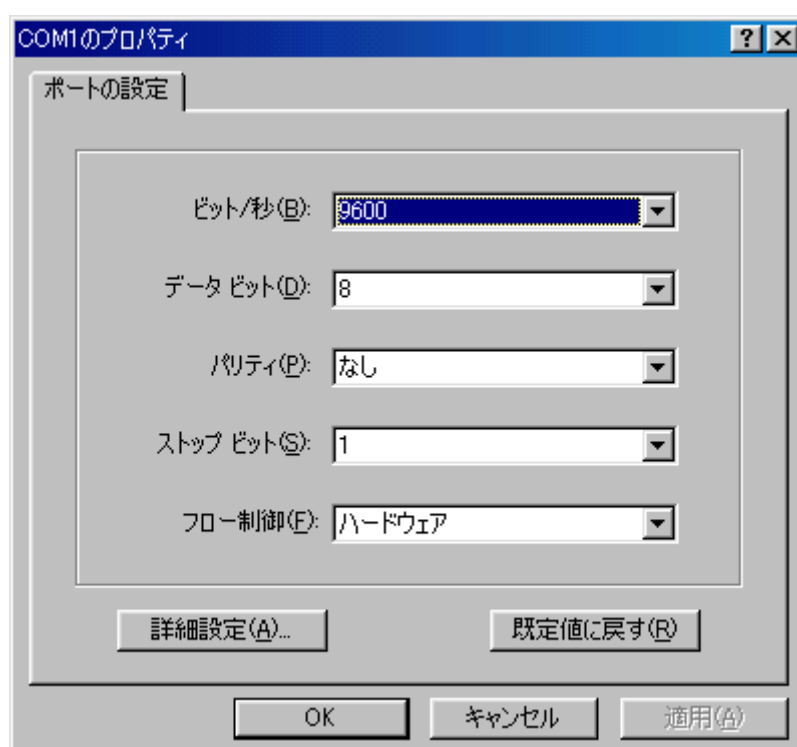 COM1のプロパティ
ポートの設定
ビット/秒(B): 9600
データ ビット(D): 8
パリティ(P): なし
ストップ ビット(S): 1
フロー制御(F): ハードウェア
詳細設定(A)... 既定値に戻す(R)
OK キャンセル 適用(A)